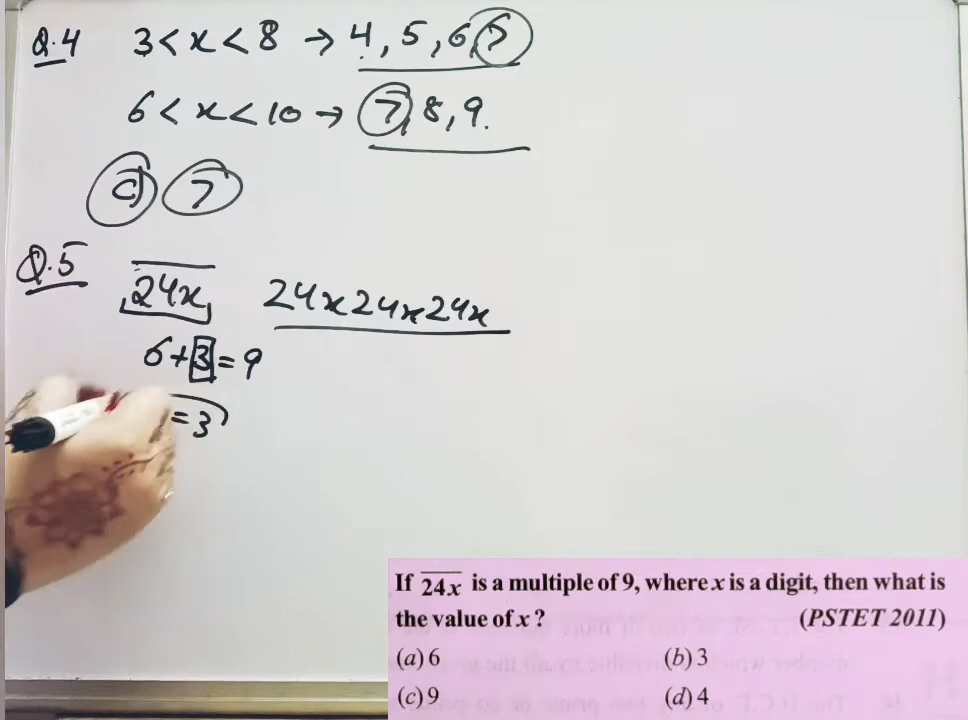 Q.4 3 < x < 8 → 4, 5, 6, 7
6 < x < 10 → 7, 8, 9.
c) 7
Q.5 24x 24x24x24x
6+3=9
=3
If 24x is a multiple of 9, where x is a digit, then what is
the value of x? (PSTET 2011)
(a) 6 (b) 3
(c) 9 (d) 4